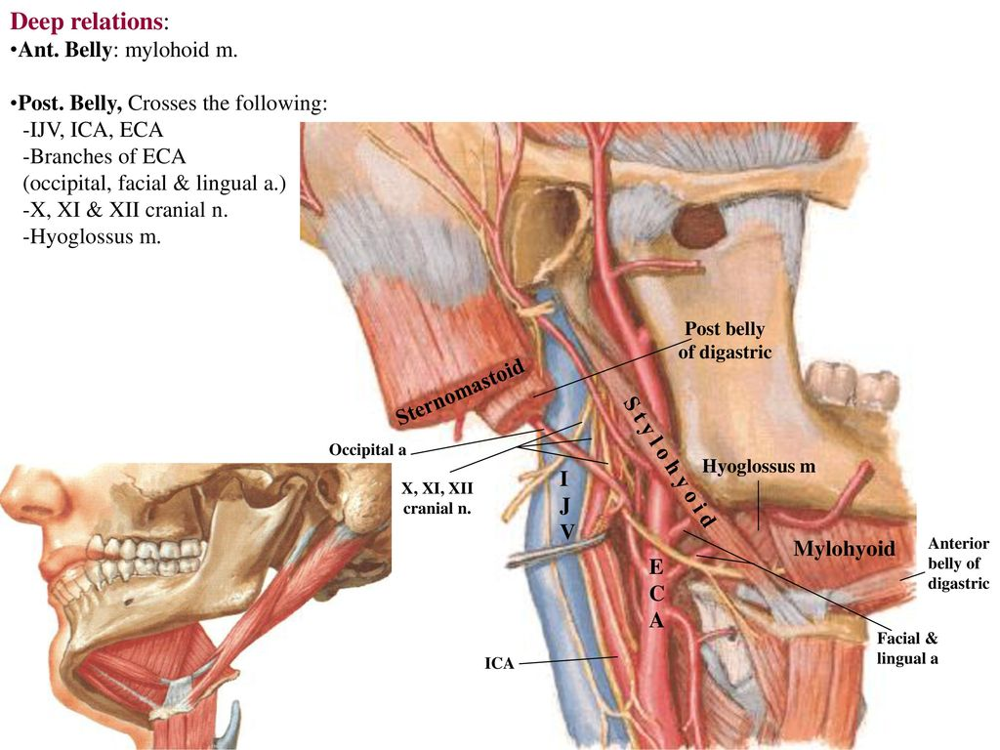 Deep relations:
•Ant. Belly: mylohoid m.
•Post. Belly, Crosses the following:
-IJV, ICA, ECA
-Branches of ECA
(occipital, facial & lingual a.)
-X, XI & XII cranial n.
-Hyoglossus m.
Post belly
of digastric
Sternomastoid
Stylohyoid
Occipital a
Hyoglossus m
X, XI, XII
cranial n.
I
J
V
Mylohyoid
Anterior
belly of
digastric
E
C
A
Facial &
lingual a
ICA